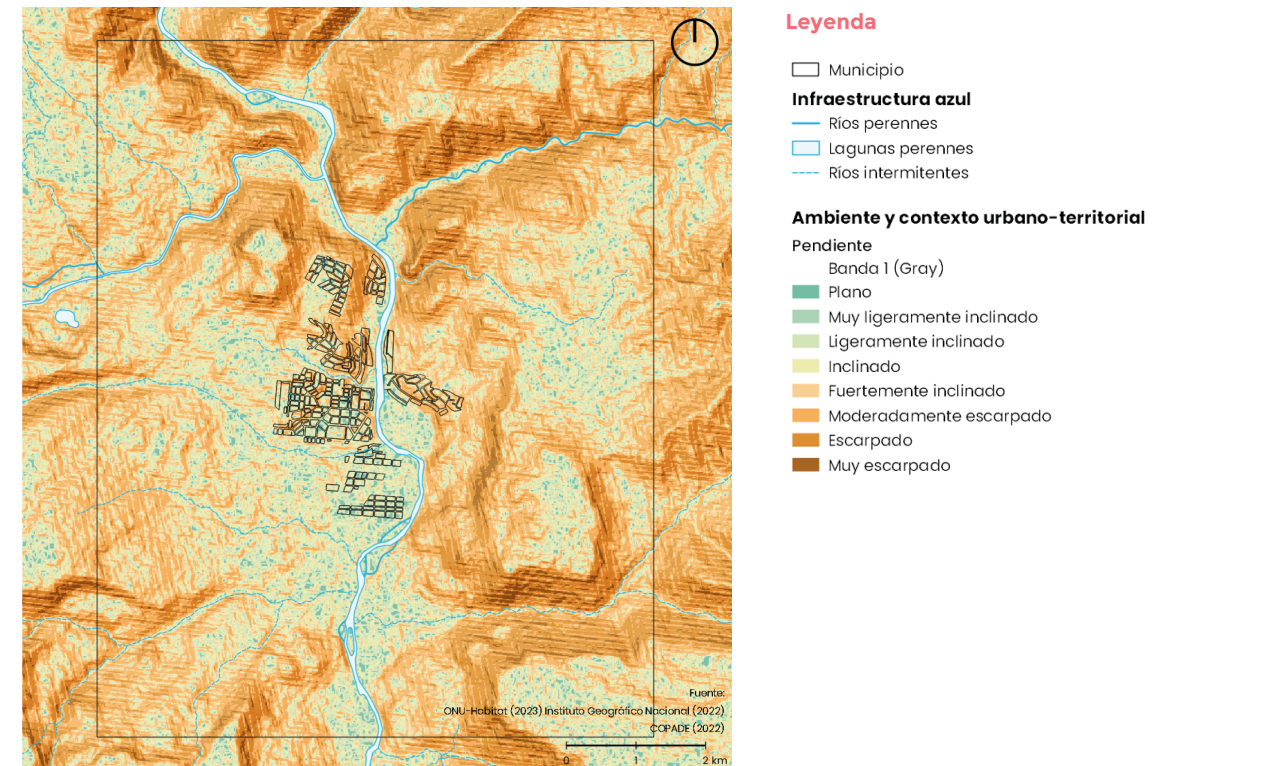 Leyenda
Municipio
Infraestructura azul
Ríos perennes
Lagunas perennes
Ríos intermitentes
Ambiente y contexto urbano-territorial
Pendiente
Banda 1 (Gray)
Plano
Muy ligeramente inclinado
Ligeramente inclinado
Inclinado
Fuertemente inclinado
Moderadamente escarpado
Escarpado
Muy escarpado
Fuente:
ONU-Habitat (2023) Instituto Geográfico Nacional (2022)
COPADE (2022)
0 1 2 km